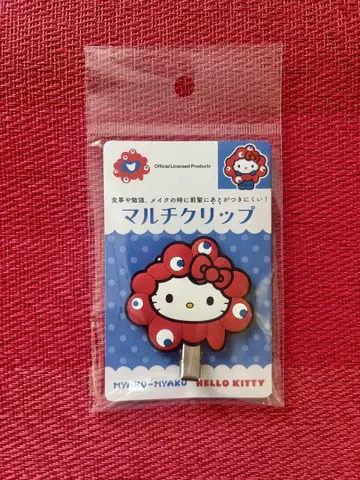 Official Licensed Products
食事や勉強、メイクの時に前髪にあとがつきにくい!
マルチクリップ
MYAKU-MYAKU HELLO KITTY